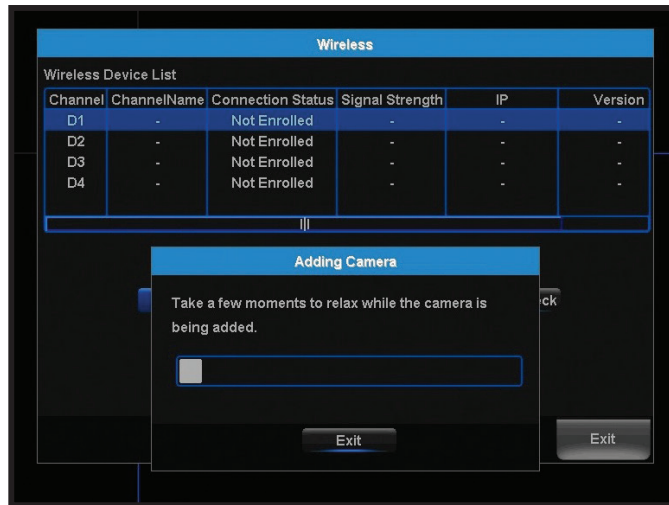 Wireless
Wireless Device List
Channel ChannelName Connection Status Signal Strength IP Version
D1 - Not Enrolled - - -
D2 - Not Enrolled - - -
D3 - Not Enrolled - - -
D4 - Not Enrolled - - -
Adding Camera
Take a few moments to relax while the camera is
being added.
Exit
Exit